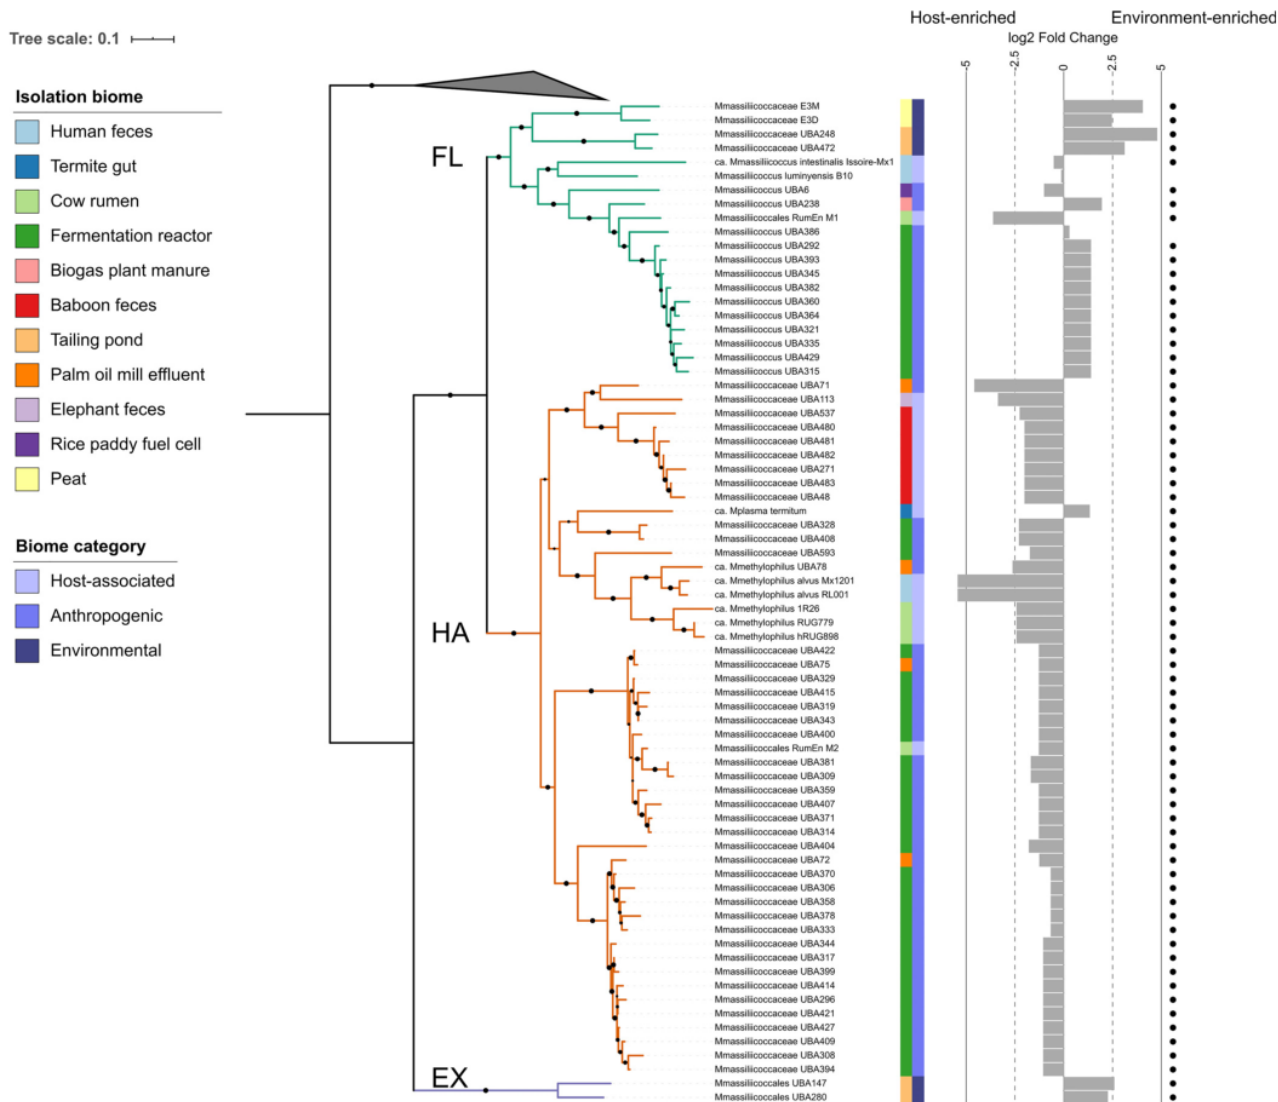 Host-enriched
Environment-enriched
Tree scale: 0.1
log2 Fold Change
-5
-2.5
0
2.5
5
Isolation biome
Human feces
Termite gut
Cow rumen
Fermentation reactor
Biogas plant manure
Baboon feces
Tailing pond
Palm oil mill effluent
Elephant feces
Rice paddy fuel cell
Peat
Biome category
Host-associated
Anthropogenic
Environmental
FL
HA
EX
Mmassiliicoccaceae E3M
Mmassiliicoccaceae E3D
Mmassiliicoccaceae UBA248
Mmassiliicoccaceae UBA472
ca. Mmassiliicoccus intestinalis Issoire-Mx1
Mmassiliicoccus luminyensis B10
Mmassiliicoccus UBA6
Mmassiliicoccus UBA238
Mmassiliicoccales RumEn M1
Mmassiliicoccus UBA386
Mmassiliicoccus UBA292
Mmassiliicoccus UBA393
Mmassiliicoccus UBA345
Mmassiliicoccus UBA382
Mmassiliicoccus UBA360
Mmassiliicoccus UBA364
Mmassiliicoccus UBA321
Mmassiliicoccus UBA335
Mmassiliicoccus UBA429
Mmassiliicoccus UBA315
Mmassiliicoccaceae UBA71
Mmassiliicoccaceae UBA113
Mmassiliicoccaceae UBA537
Mmassiliicoccaceae UBA480
Mmassiliicoccaceae UBA481
Mmassiliicoccaceae UBA482
Mmassiliicoccaceae UBA271
Mmassiliicoccaceae UBA483
Mmassiliicoccaceae UBA48
ca. Mplasma termitum
Mmassiliicoccaceae UBA328
Mmassiliicoccaceae UBA408
Mmassiliicoccaceae UBA593
ca. Mmethylophilus UBA78
ca. Mmethylophilus alvus Mx1201
ca. Mmethylophilus alvus RL001
ca. Mmethylophilus 1R26
ca. Mmethylophilus RUG779
ca. Mmethylophilus hRUG898
Mmassiliicoccaceae UBA422
Mmassiliicoccaceae UBA75
Mmassiliicoccaceae UBA329
Mmassiliicoccaceae UBA415
Mmassiliicoccaceae UBA319
Mmassiliicoccaceae UBA343
Mmassiliicoccaceae UBA400
Mmassiliicoccales RumEn M2
Mmassiliicoccaceae UBA381
Mmassiliicoccaceae UBA309
Mmassiliicoccaceae UBA359
Mmassiliicoccaceae UBA407
Mmassiliicoccaceae UBA371
Mmassiliicoccaceae UBA314
Mmassiliicoccaceae UBA404
Mmassiliicoccaceae UBA72
Mmassiliicoccaceae UBA370
Mmassiliicoccaceae UBA306
Mmassiliicoccaceae UBA358
Mmassiliicoccaceae UBA378
Mmassiliicoccaceae UBA333
Mmassiliicoccaceae UBA344
Mmassiliicoccaceae UBA317
Mmassiliicoccaceae UBA399
Mmassiliicoccaceae UBA414
Mmassiliicoccaceae UBA296
Mmassiliicoccaceae UBA421
Mmassiliicoccaceae UBA427
Mmassiliicoccaceae UBA409
Mmassiliicoccaceae UBA308
Mmassiliicoccaceae UBA394
Mmassiliicoccales UBA147
Mmassiliicoccales UBA280